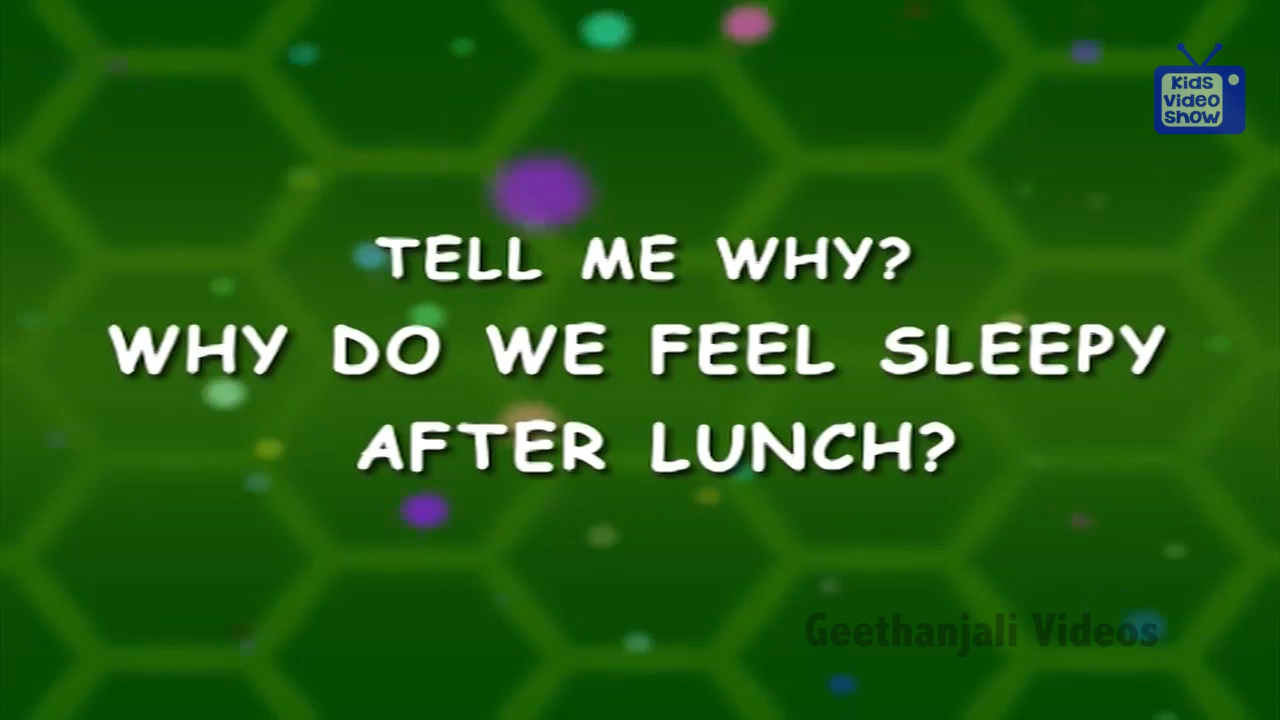 Kids
Video
Show
TELL ME WHY?
WHY DO WE FEEL SLEEPY
AFTER LUNCH?
Geethanjali Videos